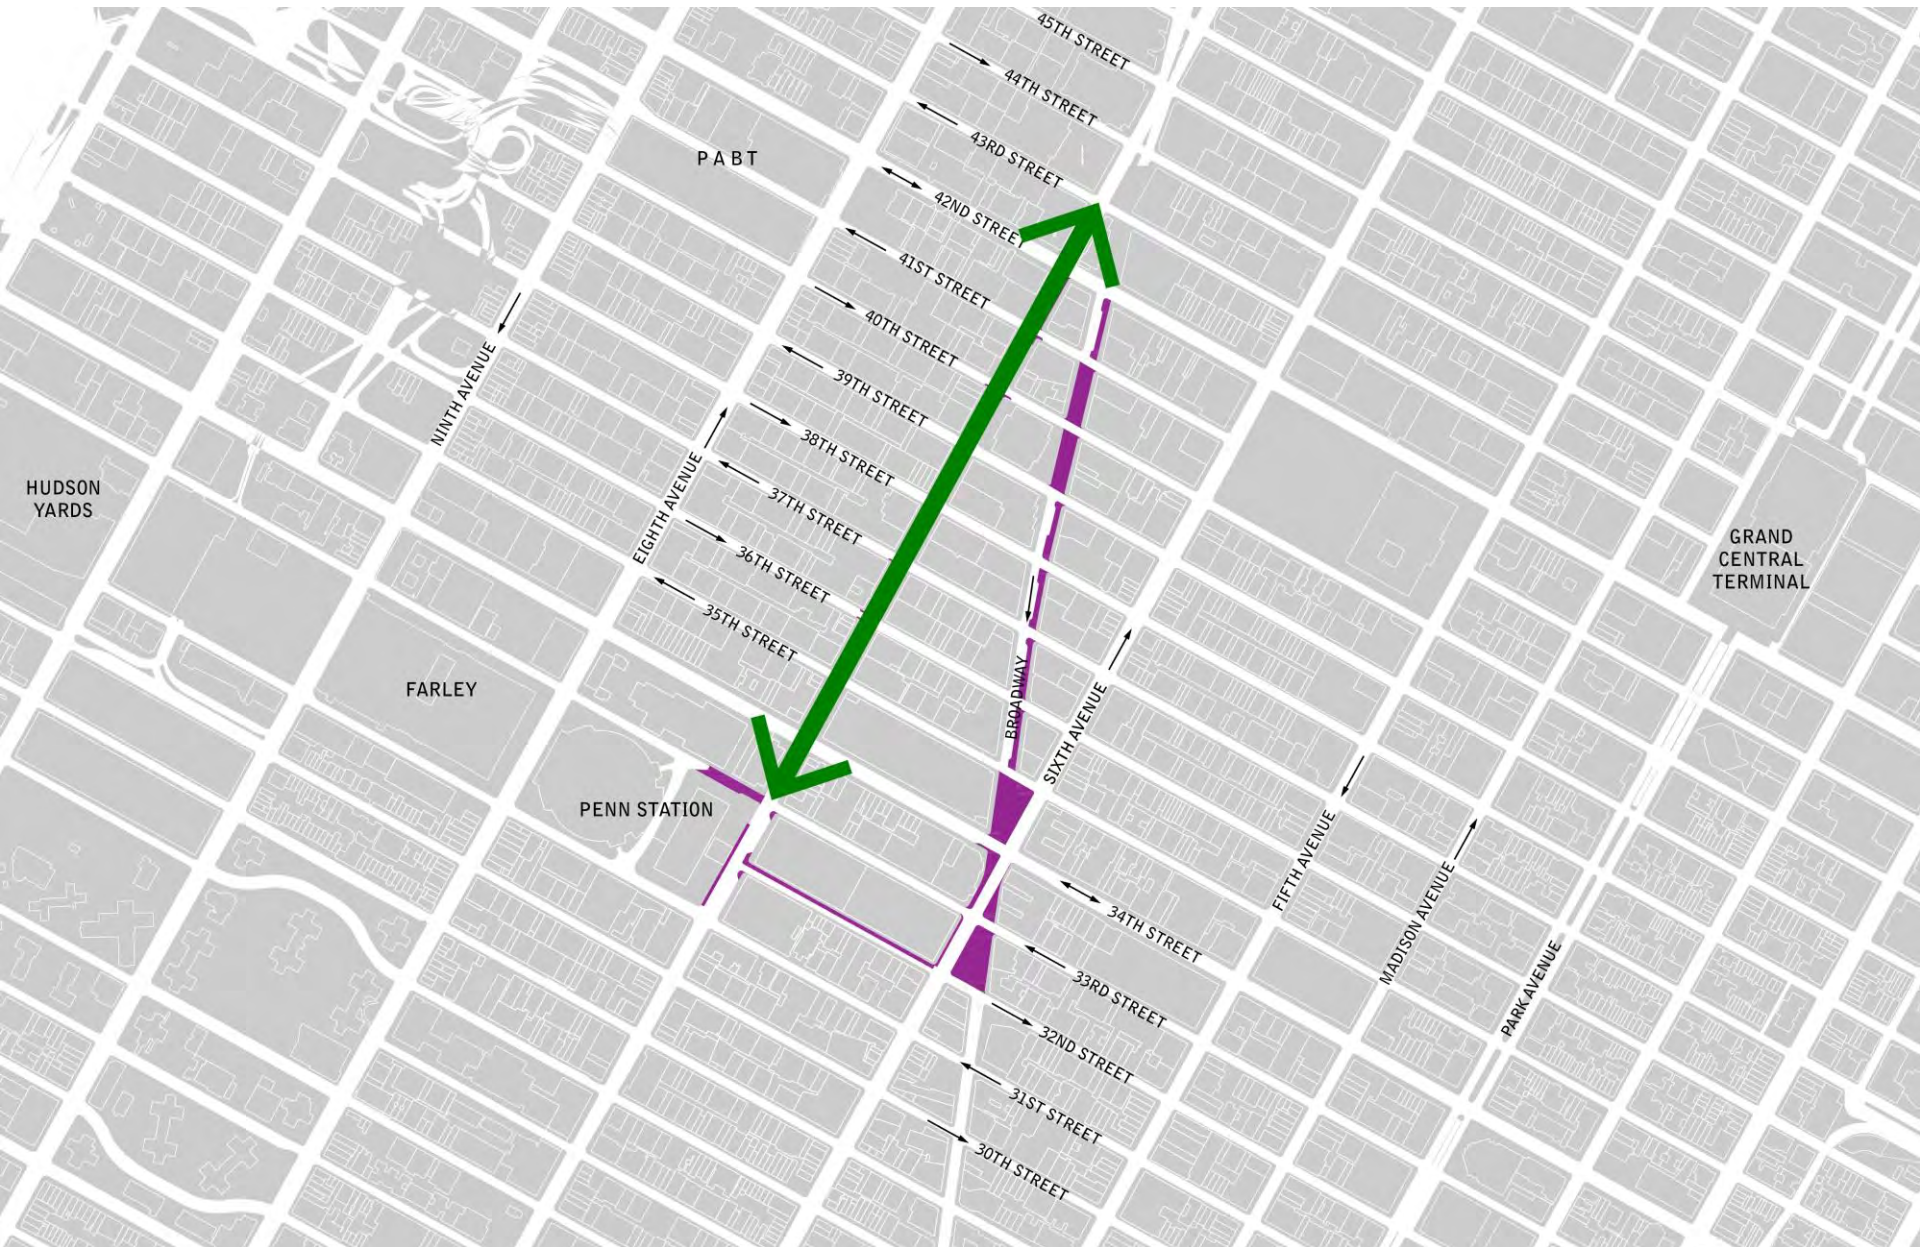 45TH STREET
44TH STREET
43RD STREET
PABT
42ND STREET
41ST STREET
40TH STREET
39TH STREET
NINTH AVENUE
38TH STREET
37TH STREET
EIGHTH AVENUE
36TH STREET
35TH STREET
HUDSON
YARDS
GRAND
CENTRAL
TERMINAL
FARLEY
BROADWAY
SIXTH AVENUE
PENN STATION
FIFTH AVENUE
MADISON AVENUE
34TH STREET
33RD STREET
PARK AVENUE
32ND STREET
31ST STREET
30TH STREET